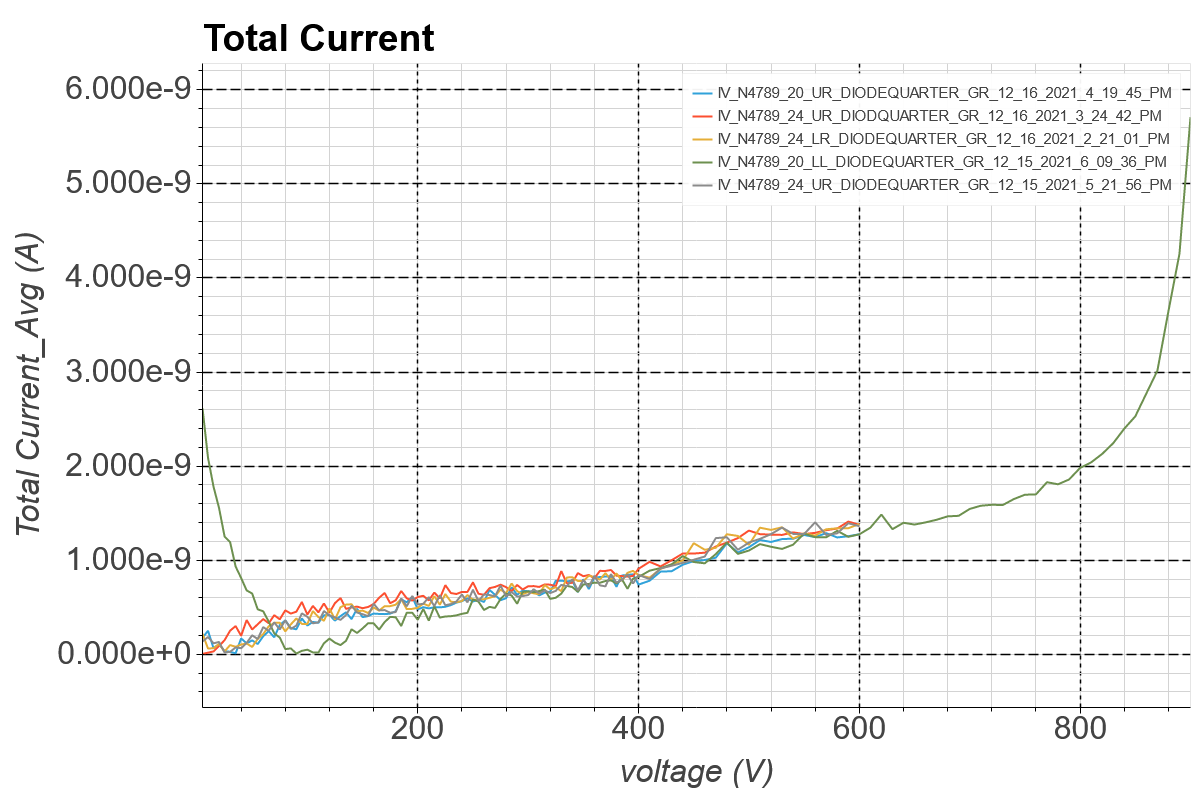 Total Current
6.000e-9
5.000e-9
4.000e-9
3.000e-9
2.000e-9
1.000e-9
0.000e+0
Total Current_Avg (A)
IV_N4789_20_UR_DIODEQUARTER_GR_12_16_2021_4_19_45_PM
IV_N4789_24_UR_DIODQUARTER_GR_12_16_2021_3_24_42_PM
IV_N4789_24_LR_DIODEQUARTER_GR_12_16_2021_2_21_01_PM
IV_N4789_20_LL_DIODEQUARTER_GR_12_15_2021_6_09_36_PM
IV_N4789_24_UR_DIODEQUARTER_GR_12_15_2021_5_21_56_PM
200 400 600 800
voltage (V)